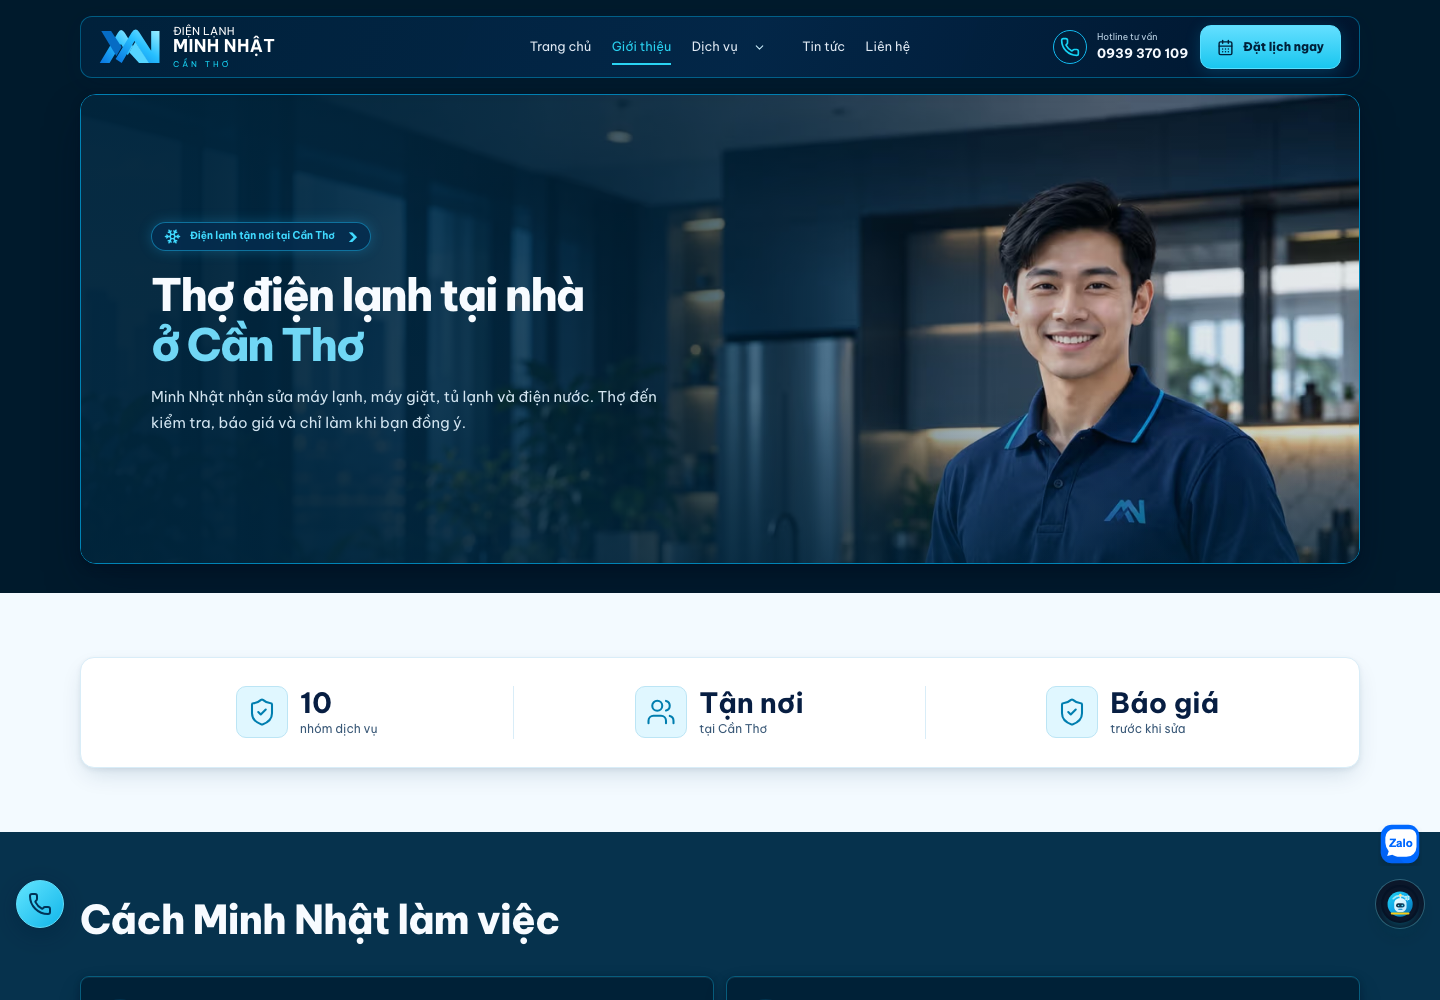 ĐIỆN LẠNH
MINH NHẬT
CẦN THƠ
Trang chủ
Giới thiệu
Dịch vụ
Tin tức
Liên hệ
Hotline tư vấn
0939 370 109
Đặt lịch ngay
Điện lạnh tận nơi tại Cần Thơ
Thợ điện lạnh tại nhà
ở Cần Thơ
Minh Nhật nhận sửa máy lạnh, máy giặt, tủ lạnh và điện nước. Thợ đến
kiểm tra, báo giá và chỉ làm khi bạn đồng ý.
10
nhóm dịch vụ
Tận nơi
tại Cần Thơ
Báo giá
trước khi sửa
Zalo
Cách Minh Nhật làm việc